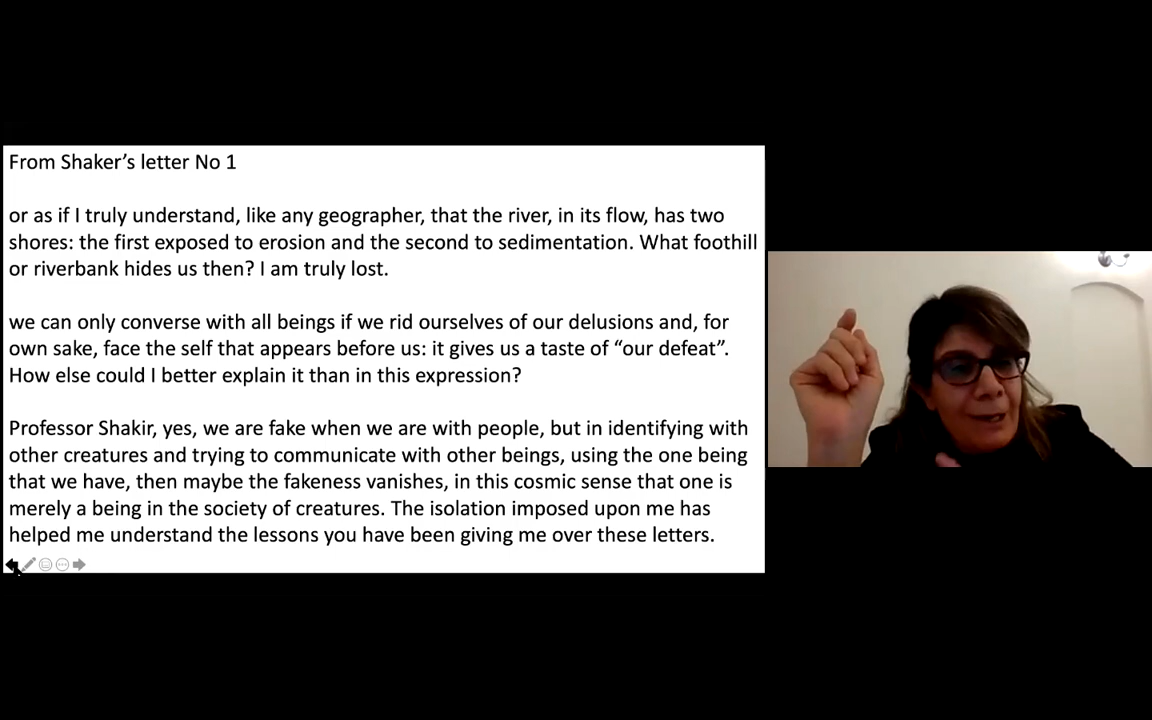 From Shaker's letter No 1
or as if I truly understand, like any geographer, that the river, in its flow, has two
shores: the first exposed to erosion and the second to sedimentation. What foothill
or riverbank hides us then? I am truly lost.
we can only converse with all beings if we rid ourselves of our delusions and, for
own sake, face the self that appears before us: it gives us a taste of “our defeat”.
How else could I better explain it than in this expression?
Professor Shakir, yes, we are fake when we are with people, but in identifying with
other creatures and trying to communicate with other beings, using the one being
that we have, then maybe the fakeness vanishes, in this cosmic sense that one is
merely a being in the society of creatures. The isolation imposed upon me has
helped me understand the lessons you have been giving me over these letters.